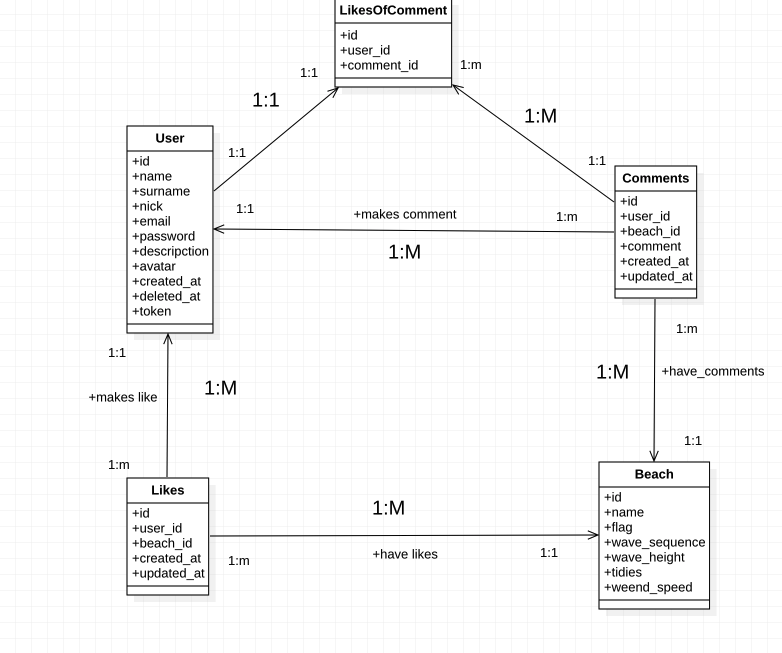 LikesOfComment
+id
+user_id
+comment_id
1:1
1:m
1:1
1:M
1:1
1:1
User
+id
+name
+surname
+nick
+email
+password
+descripction
+avatar
+created_at
+deleted_at
+token
Comments
+id
+user_id
+beach_id
+comment
+created_at
+updated_at
1:1
+makes comment
1:m
1:M
1:m
1:M
+have_comments
1:1
1:1
+makes like
1:M
1:m
Likes
+id
+user_id
+beach_id
+created_at
+updated_at
1:M
1:m
+have likes
1:1
Beach
+id
+name
+flag
+wave_sequence
+wave_height
+tidies
+weend_speed